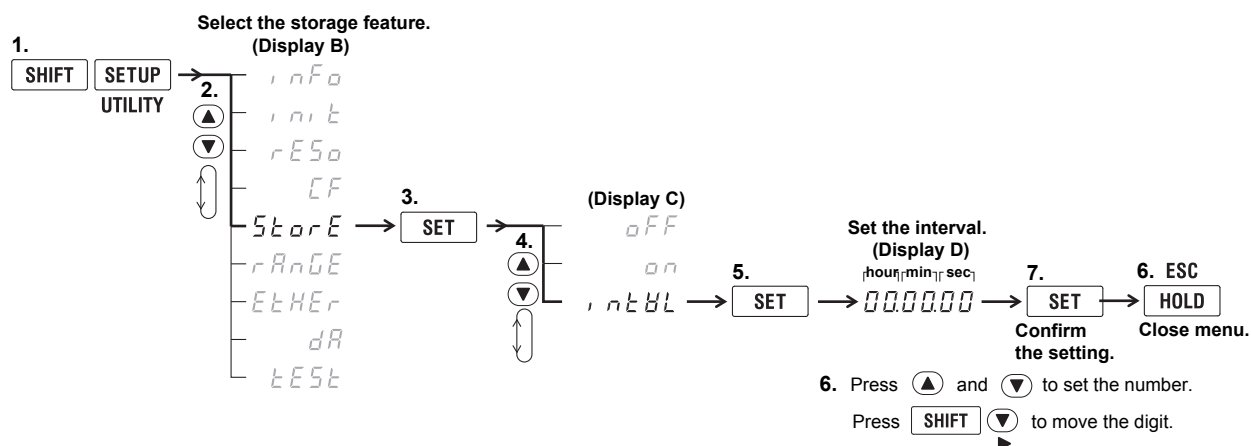 Select the storage feature.
(Display B)
1.
SHIFT SETUP
UTILITY
2.
inFo
init
rESo
CF
StorE
rAnGE
EtHEr
dA
tESt
3.
SET
4.
(Display C)
oFF
on
intVAL
5.
SET
Set the interval.
(Display D)
hour min sec
00.00.00
7.
SET
Confirm
the setting.
6. ESC
HOLD
Close menu.
6. Press ▲ and ▼ to set the number.
Press SHIFT ▼ to move the digit.